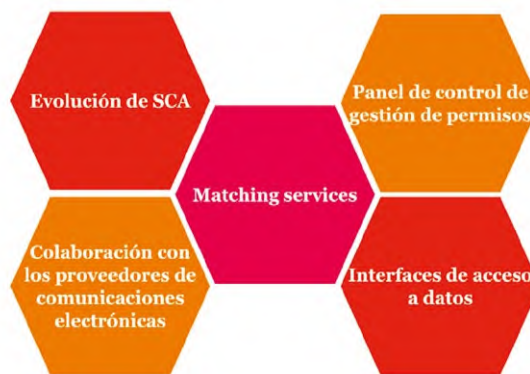 Evolución de SCA
Panel de control de
gestión de permisos
Matching services
Colaboración con
los proveedores de
comunicaciones
electrónicas
Interfaces de acceso
a datos